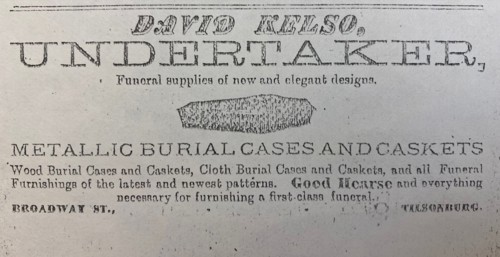 DAVID KELSO,
UNDERTAKER,
Funeral supplies of new and elegant designs.
METALLIC BURIAL CASES AND CASKETS
Wood Burial Cases and Caskets, Cloth Burial Cases and Caskets, and all Funeral
Furnishings of the latest and newest patterns. Good Hearse and everything
necessary for furnishing a first-class funeral.
BROADWAY ST., TILSONBURG.